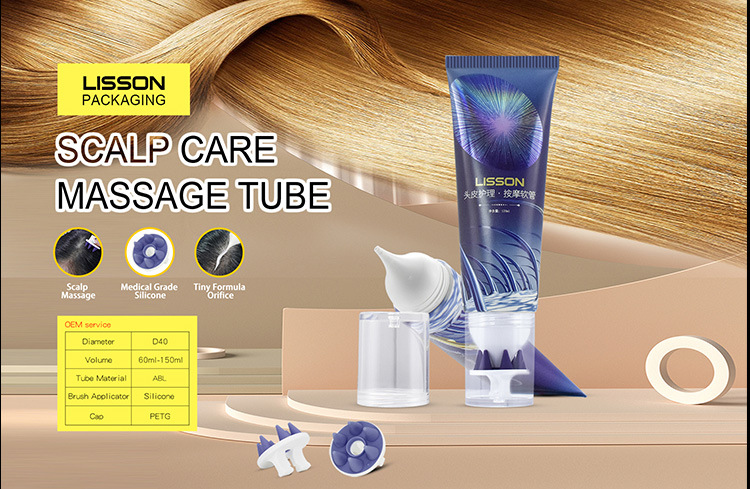 LISSON
PACKAGING
SCALP CARE
MASSAGE TUBE
Scalp
Massage
Medical Grade
Silicone
Tiny Formula
Orifice
OEM service
Diameter D40
Volume 60ml-150ml
Tube Material ABL
Brush Applicator Silicone
Cap PETG
LISSON
头皮护理·按摩软管